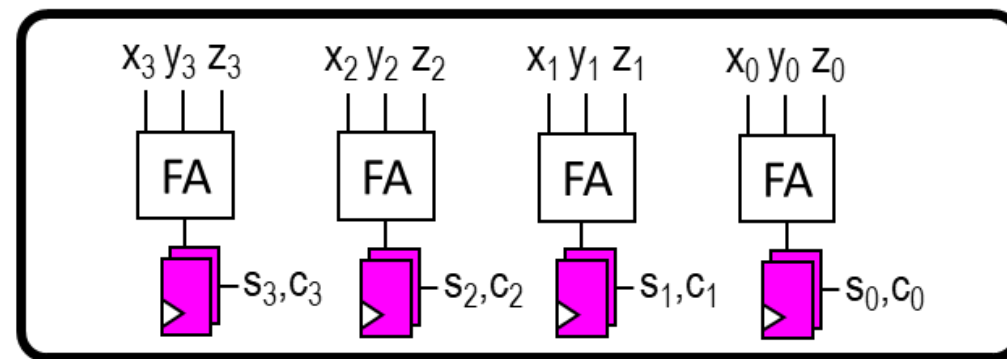 x₃ y₃ z₃ x₂ y₂ z₂ x₁ y₁ z₁ x₀ y₀ z₀
FA FA FA FA
s₃,c₃ s₂,c₂ s₁,c₁ s₀,c₀